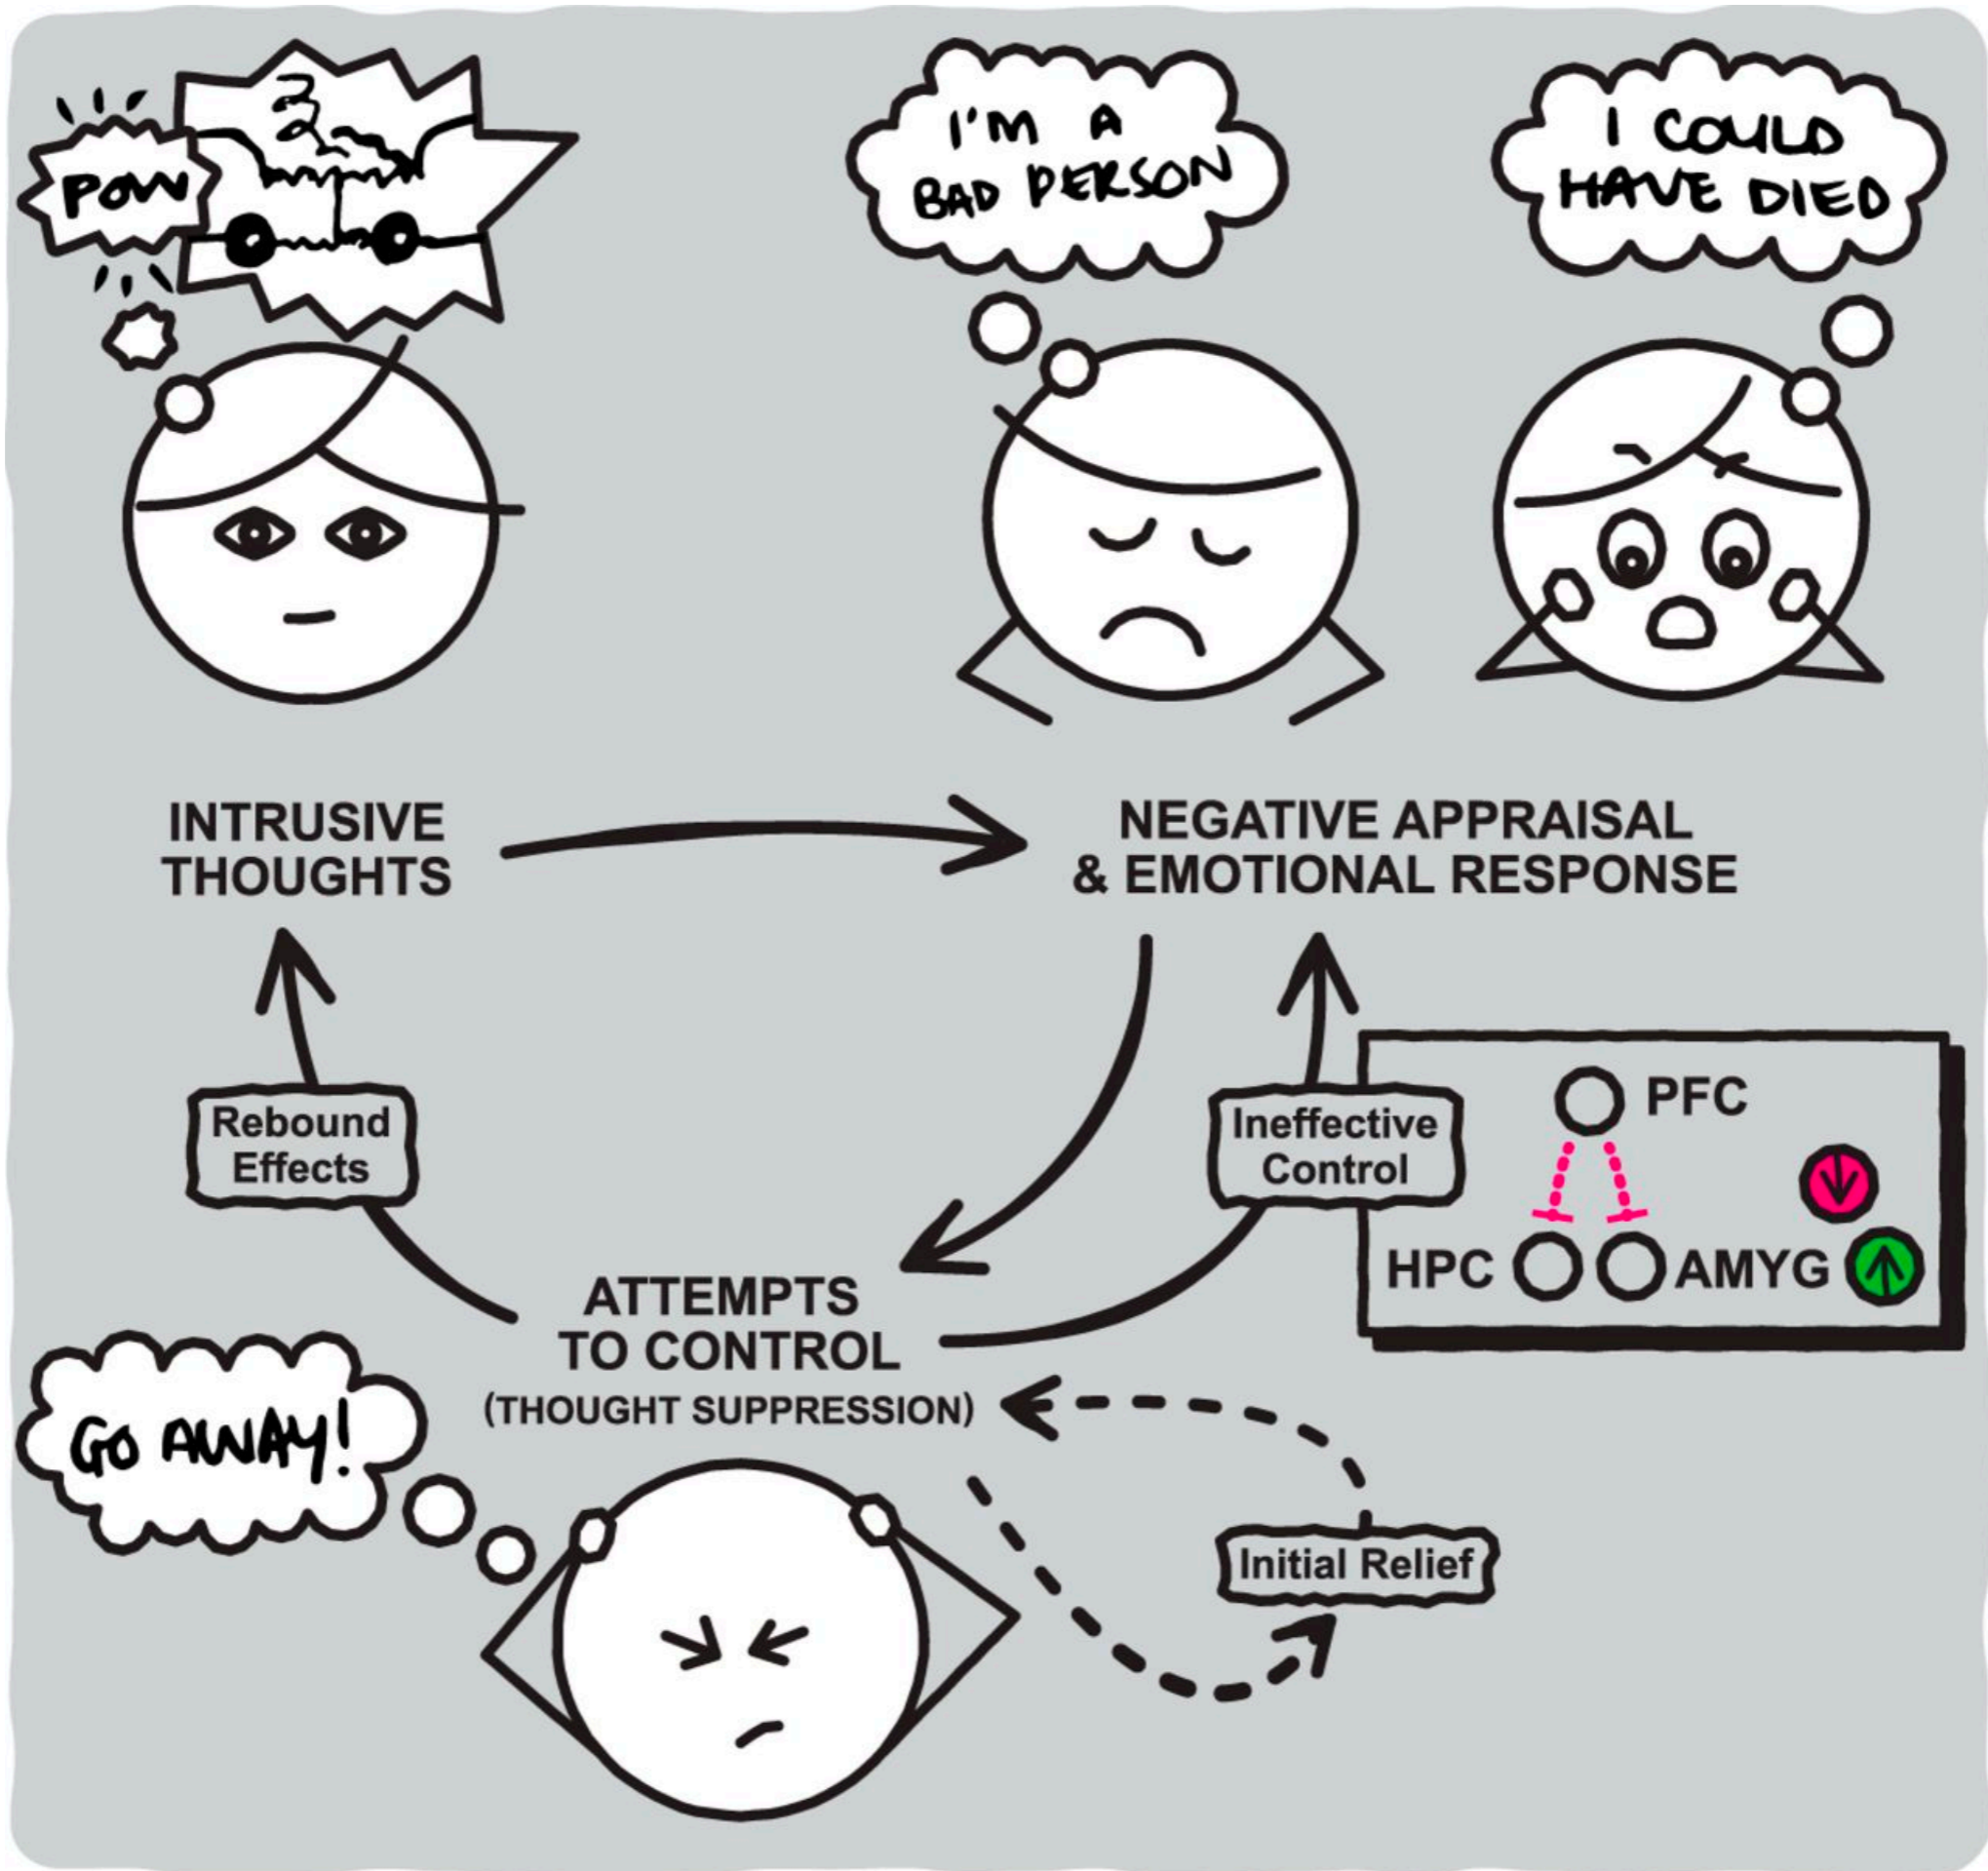 POW
I'M A
BAD PERSON
I COULD
HAVE DIED
INTRUSIVE
THOUGHTS
NEGATIVE APPRAISAL
& EMOTIONAL RESPONSE
Rebound
Effects
Ineffective
Control
PFC
HPC
AMYG
ATTEMPTS
TO CONTROL
(THOUGHT SUPPRESSION)
GO AWAY!
Initial Relief